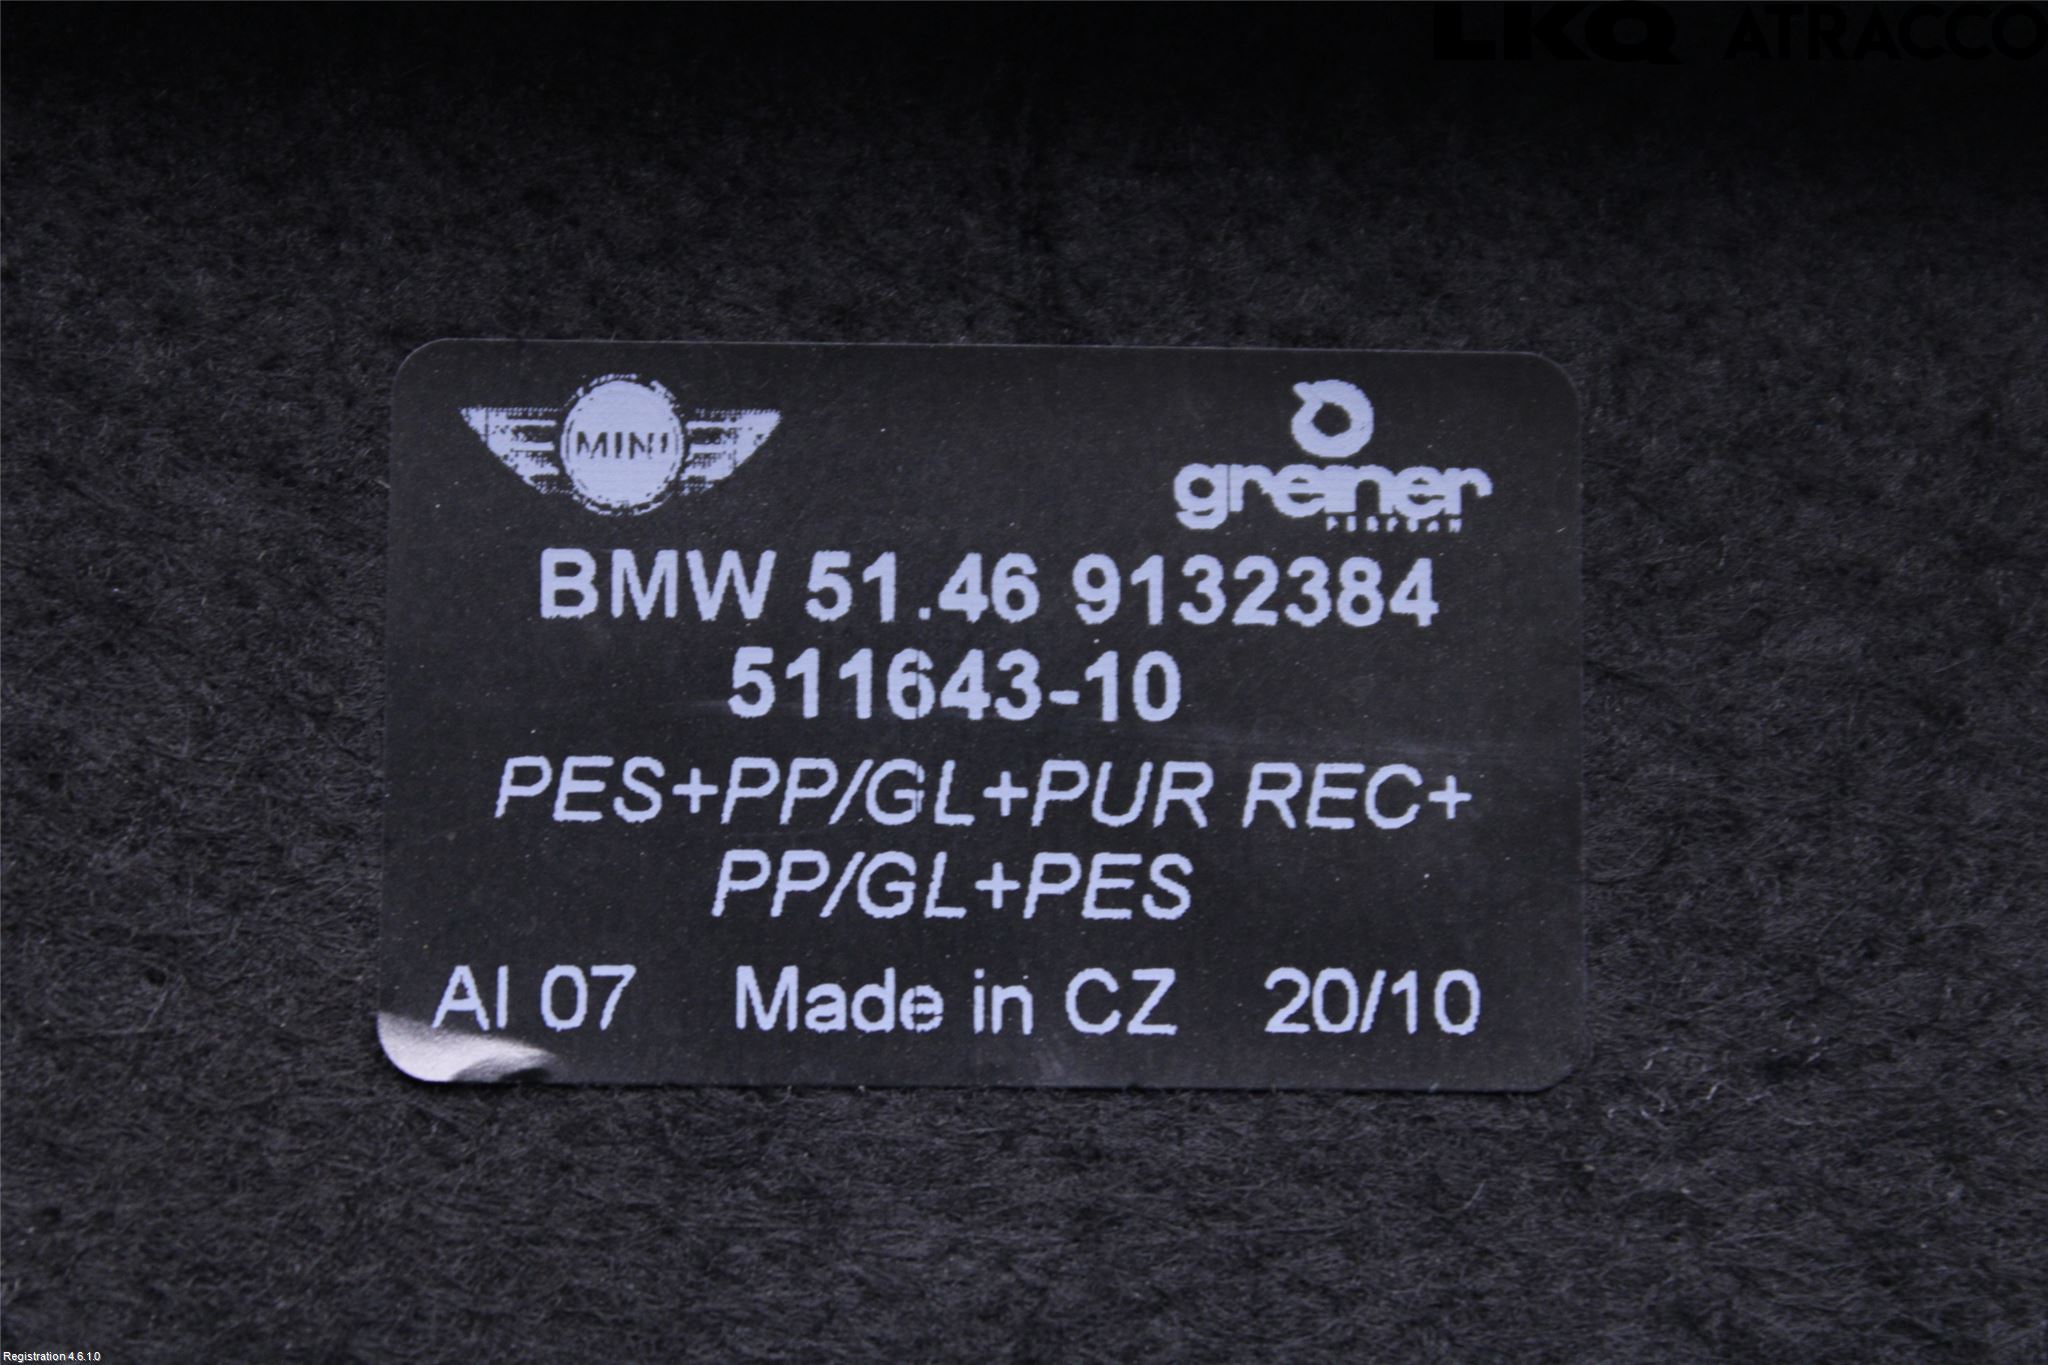 LKQ ATRACCO
MINI
greiner
PERFOAM
BMW 51.46 9132384
511643-10
PES+PP/GL+PUR REC+
PP/GL+PES
AI 07 Made in CZ 20/10
Registration 4.6.1.0